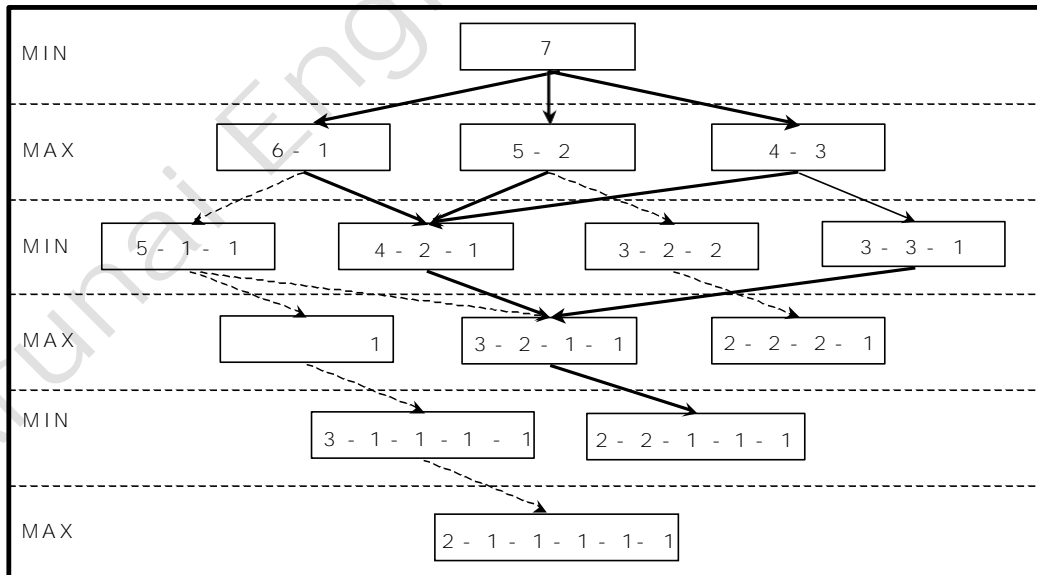 MIN
7
MAX
6 - 1
5 - 2
4 - 3
MIN
5 - 1 - 1
4 - 2 - 1
3 - 2 - 2
3 - 3 - 1
MAX
1
3 - 2 - 1 - 1
2 - 2 - 2 - 1
MIN
3 - 1 - 1 - 1 - 1
2 - 2 - 1 - 1 - 1
MAX
2 - 1 - 1 - 1 - 1 - 1
unai Eng